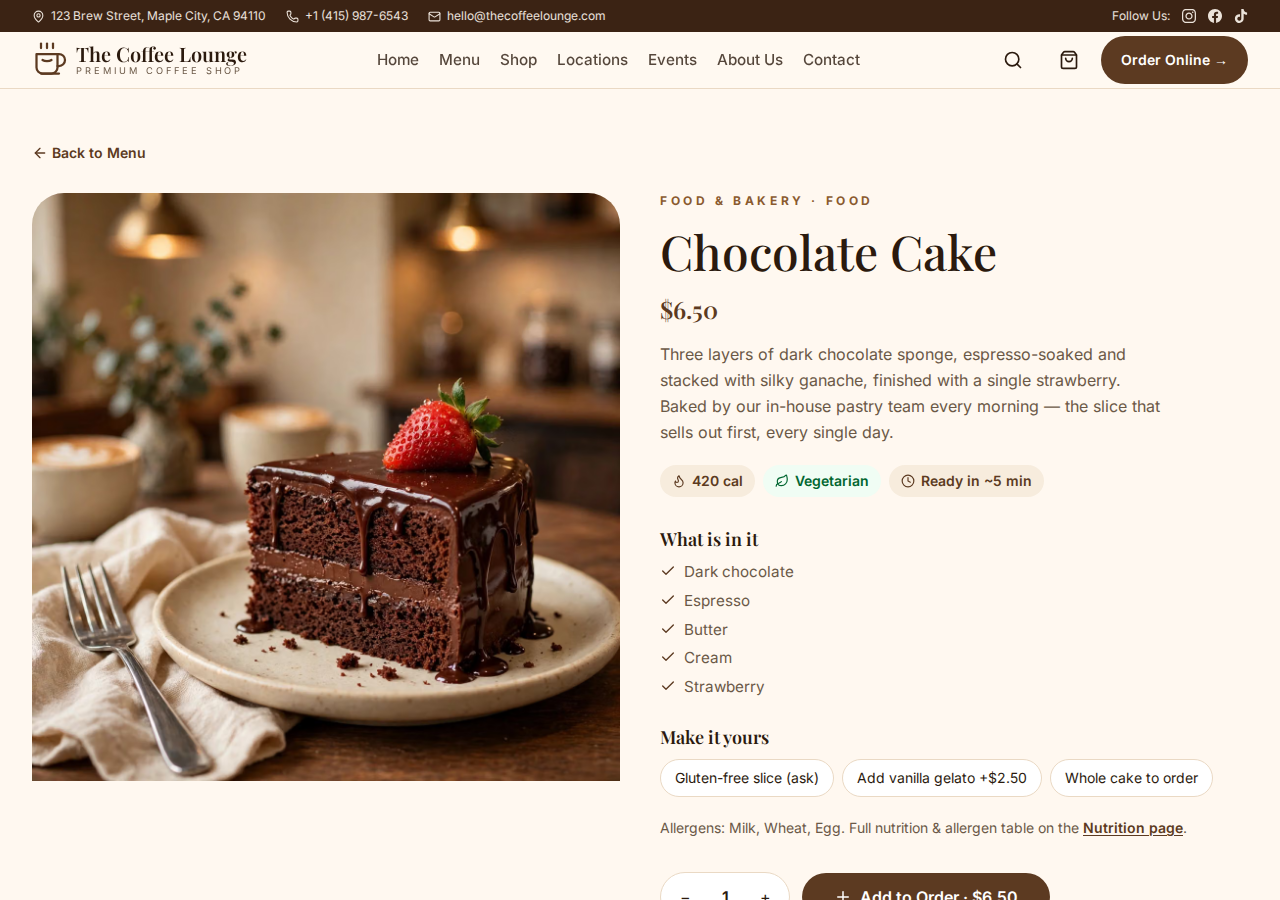 123 Brew Street, Maple City, CA 94110
+1 (415) 987-6543
hello@thecoffeelounge.com
Follow Us:
The Coffee Lounge
PREMIUM COFFEE SHOP
Home
Menu
Shop
Locations
Events
About Us
Contact
Order Online →
Back to Menu
FOOD & BAKERY · FOOD
Chocolate Cake
$6.50
Three layers of dark chocolate sponge, espresso-soaked and
stacked with silky ganache, finished with a single strawberry.
Baked by our in-house pastry team every morning — the slice that
sells out first, every single day.
420 cal
Vegetarian
Ready in ~5 min
What is in it
Dark chocolate
Espresso
Butter
Cream
Strawberry
Make it yours
Gluten-free slice (ask)
Add vanilla gelato +$2.50
Whole cake to order
Allergens: Milk, Wheat, Egg. Full nutrition & allergen table on the Nutrition page.
− 1 +
Add to Order · $6.50